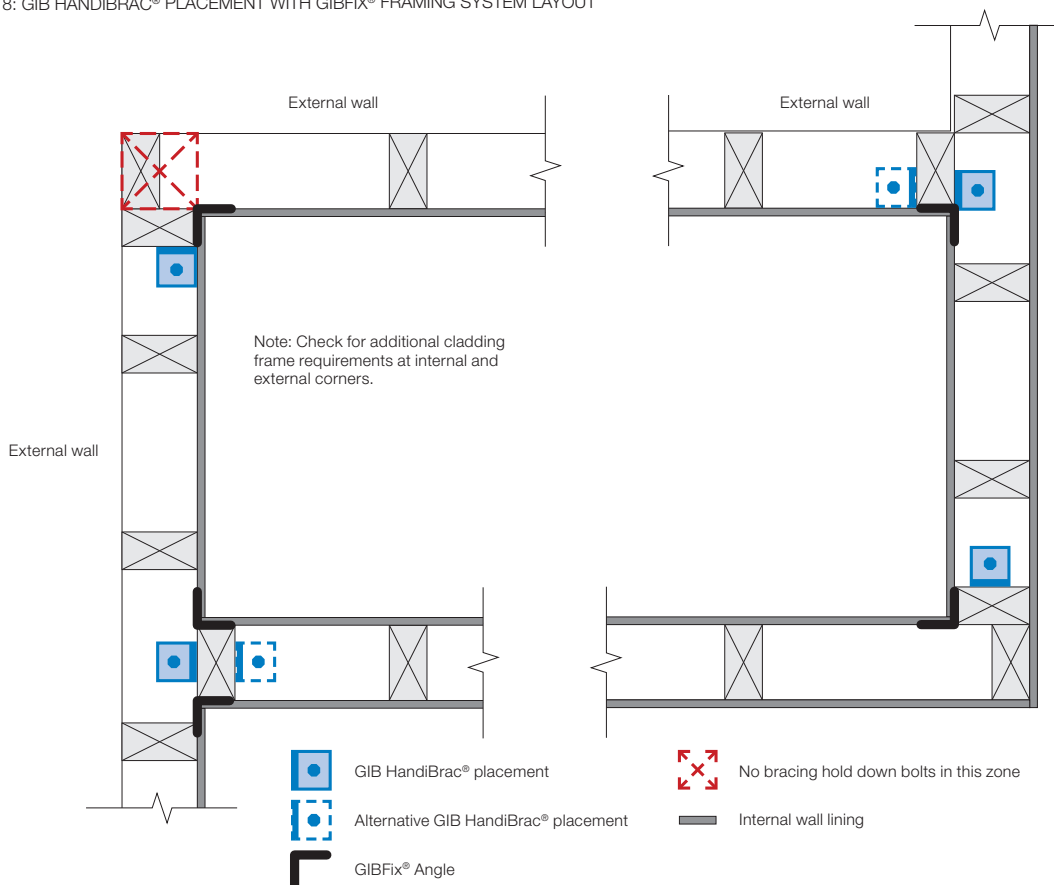 8: GIB HANDIBRAC® PLACEMENT WITH GIBFIX® FRAMING SYSTEM LAYOUT
External wall
External wall
Note: Check for additional cladding
frame requirements at internal and
external corners.
External wall
GIB HandiBrac® placement
No bracing hold down bolts in this zone
Alternative GIB HandiBrac® placement
Internal wall lining
GIBFix® Angle